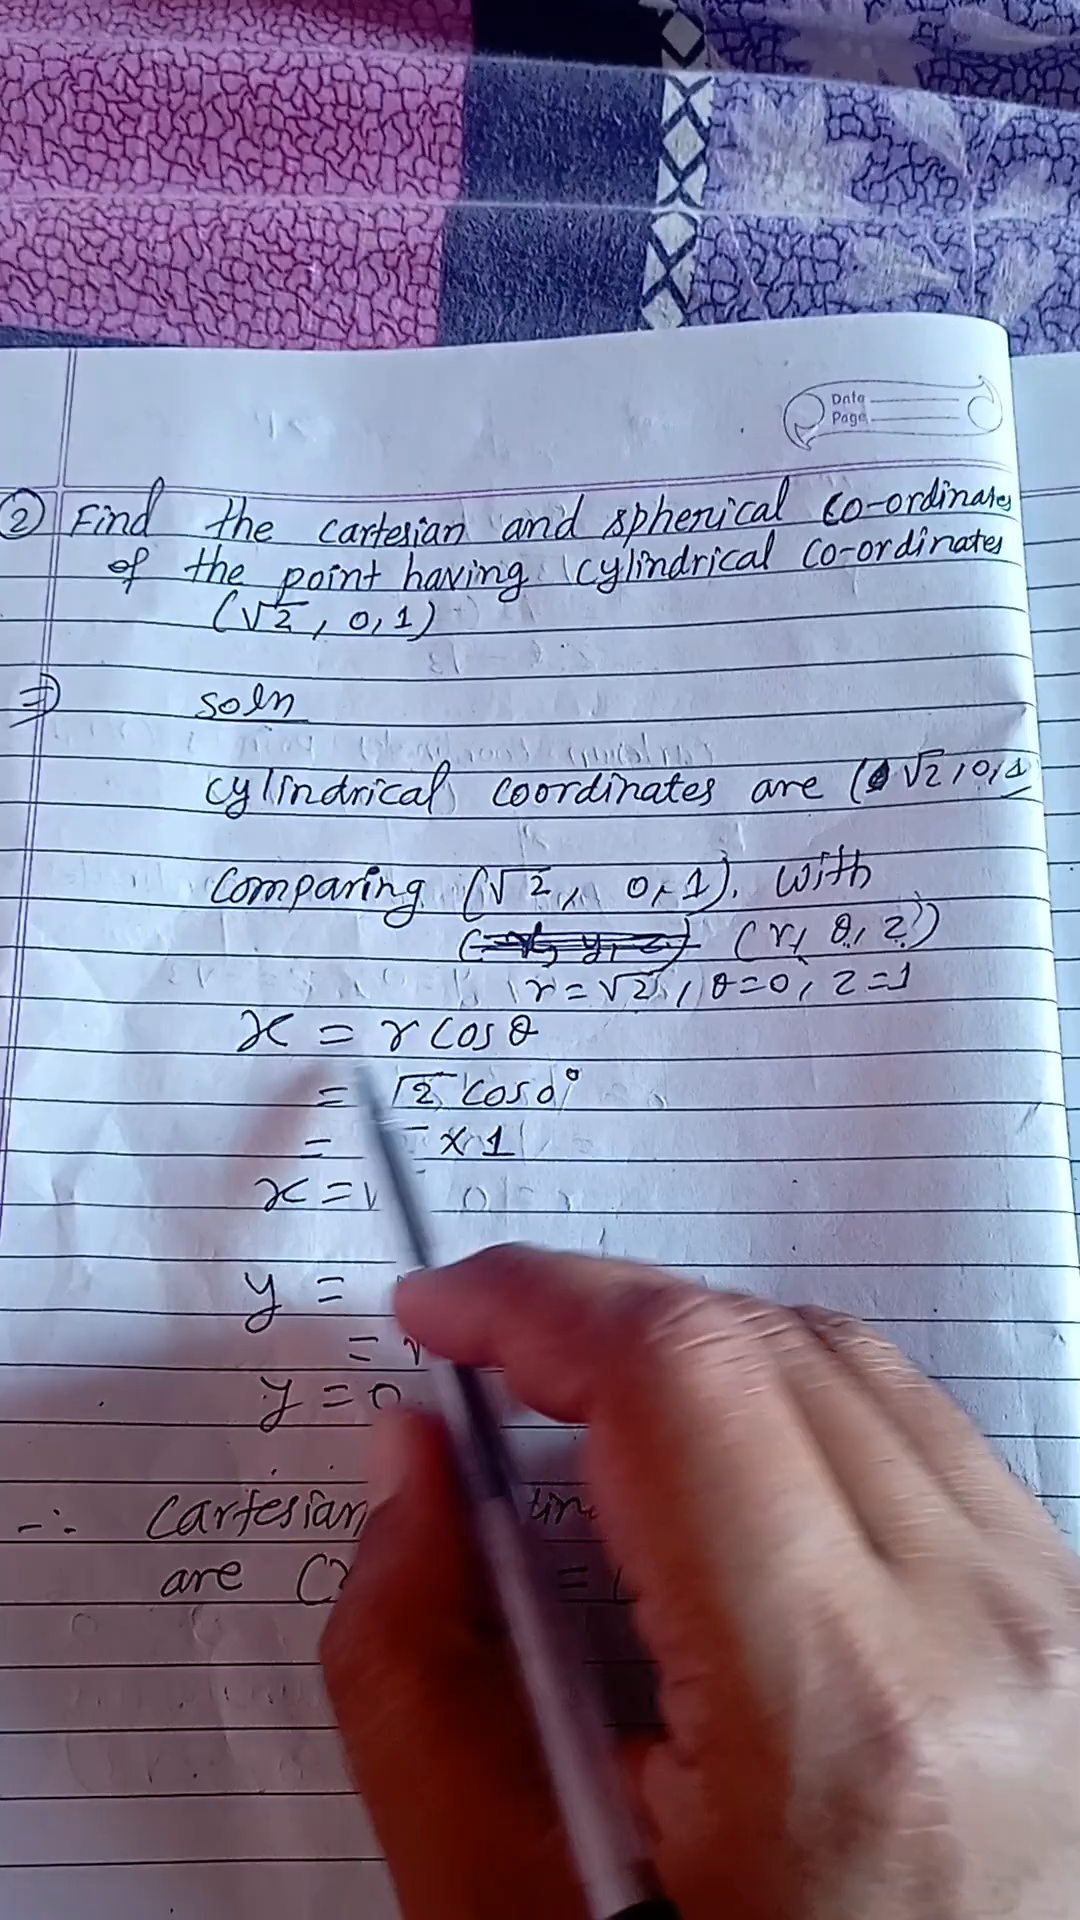 Date
Page
② Find the cartesian and spherical co-ordinates
of the point having cylindrical co-ordinates
(√2, 0, 1)
⇒ soln
cylindrical coordinates are (√2, 0, 1
Comparing (√2, 0, 1). With
(r, θ, z)
r = √2, θ = 0, z = 1
x = r cos θ
= √2 cos 0°
= × 1
x = √
y =
= √
y = 0
∴ Cartesian
are (x = (